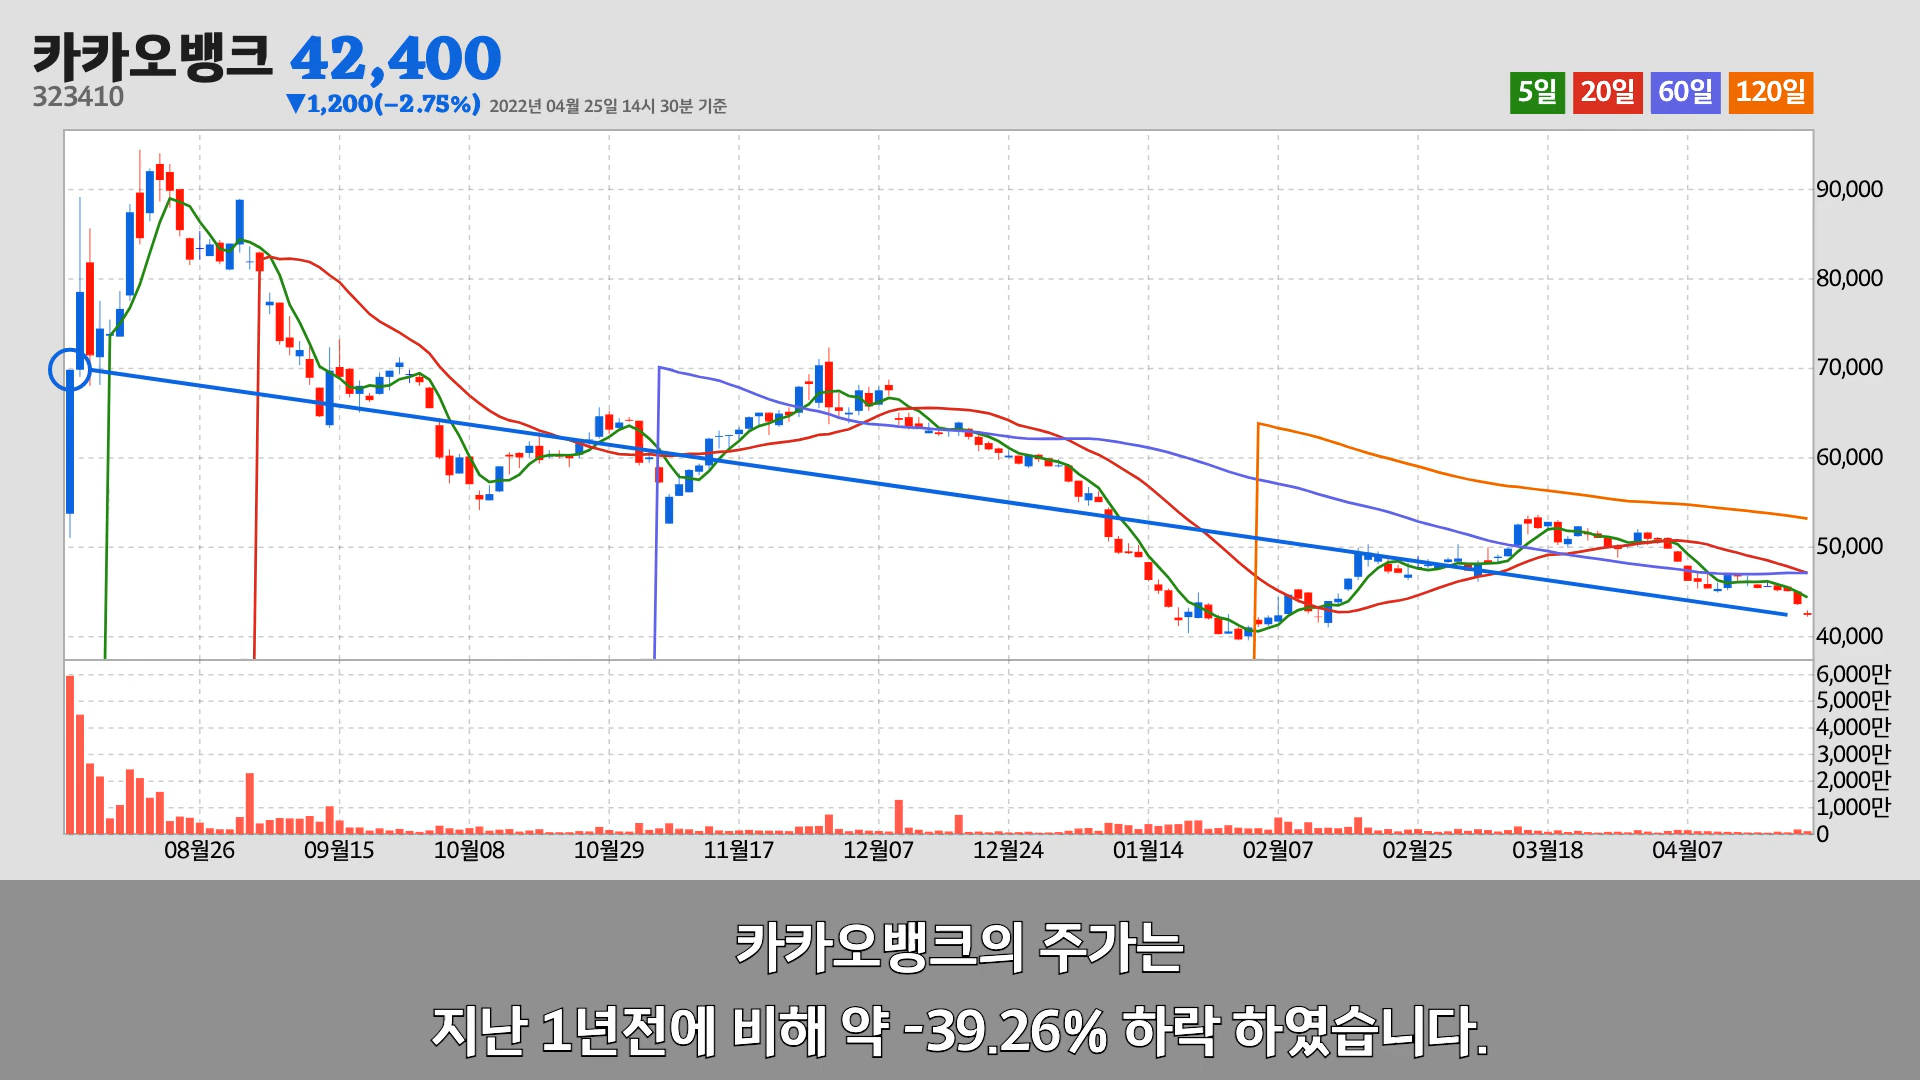 카카오뱅크 42,400
323410
▼1,200(-2.75%) 2022년 04월 25일 14시 30분 기준
5일 20일 60일 120일
90,000
80,000
70,000
60,000
50,000
40,000
6,000만
5,000만
4,000만
3,000만
2,000만
1,000만
0
08월26 09월15 10월08 10월29 11월17 12월07 12월24 01월14 02월07 02월25 03월18 04월07
카카오뱅크의 주가는
지난 1년전에 비해 약 -39.26% 하락 하였습니다.